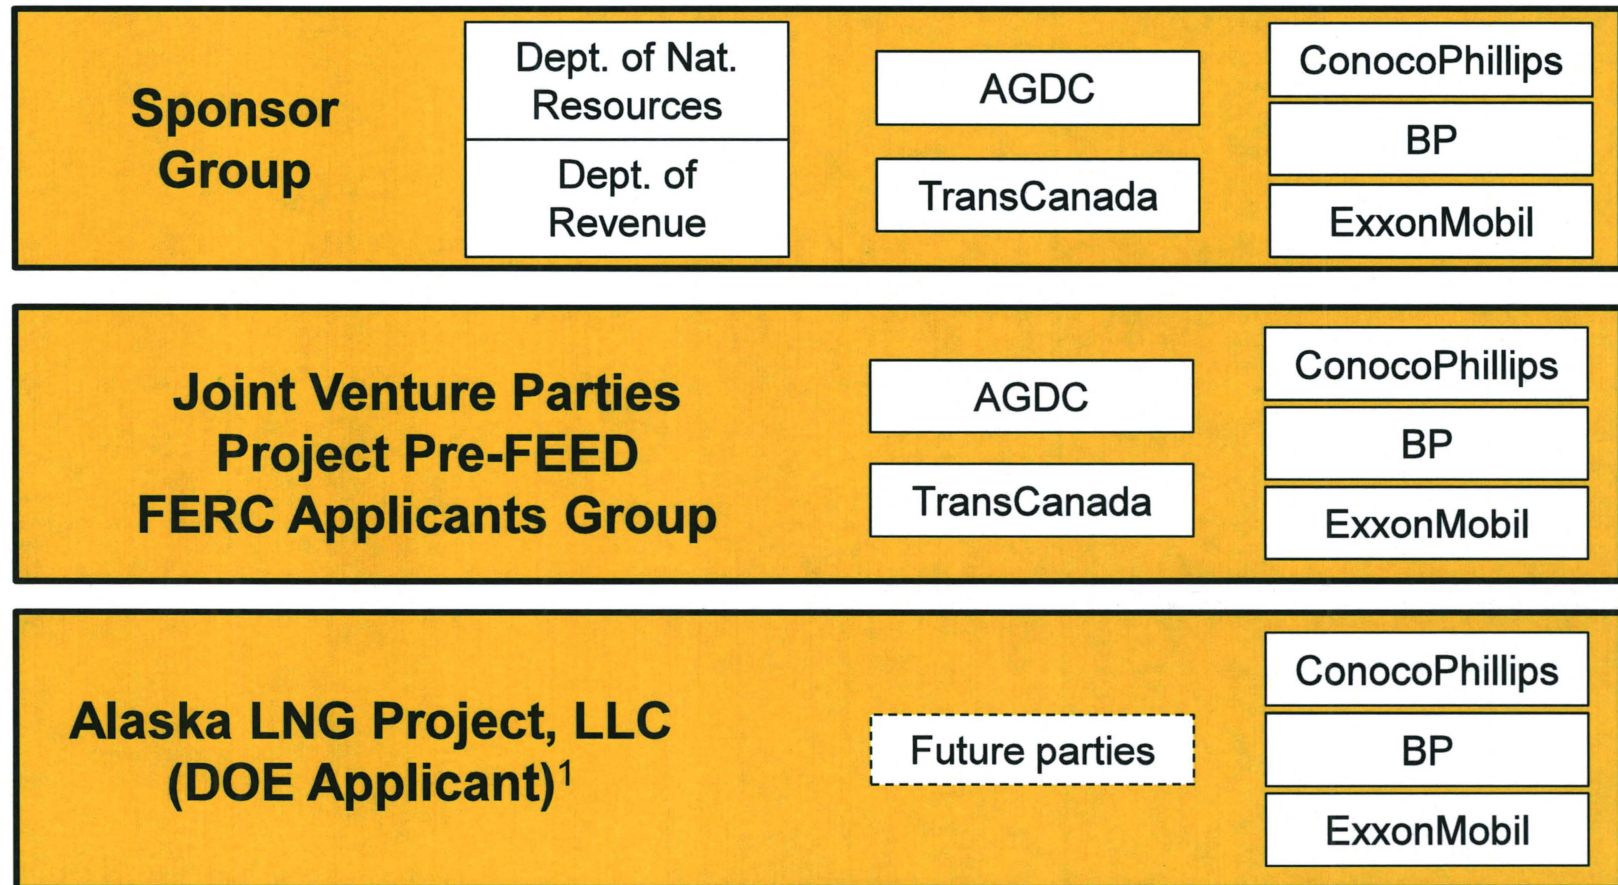 Sponsor
Group
Dept. of Nat.
Resources
Dept. of
Revenue
AGDC
TransCanada
ConocoPhillips
BP
ExxonMobil
Joint Venture Parties
Project Pre-FEED
FERC Applicants Group
AGDC
TransCanada
ConocoPhillips
BP
ExxonMobil
Alaska LNG Project, LLC
(DOE Applicant)¹
Future parties
ConocoPhillips
BP
ExxonMobil